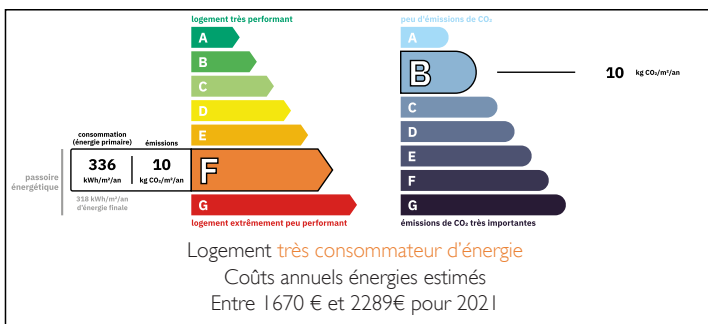 logement très performant
A
B
C
D
E
consommation
(énergie primaire)
émissions
336
kWh/m²/an
10
kg CO₂/m²/an
F
passoire
énergétique
318 kWh/m²/an
d'énergie finale
G
logement extrêmement peu performant
peu d'émissions de CO₂
A
B
10 kg CO₂/m²/an
C
D
E
F
G
émissions de CO₂ très importantes
Logement très consommateur d'énergie
Coûts annuels énergies estimés
Entre 1670 € et 2289€ pour 2021